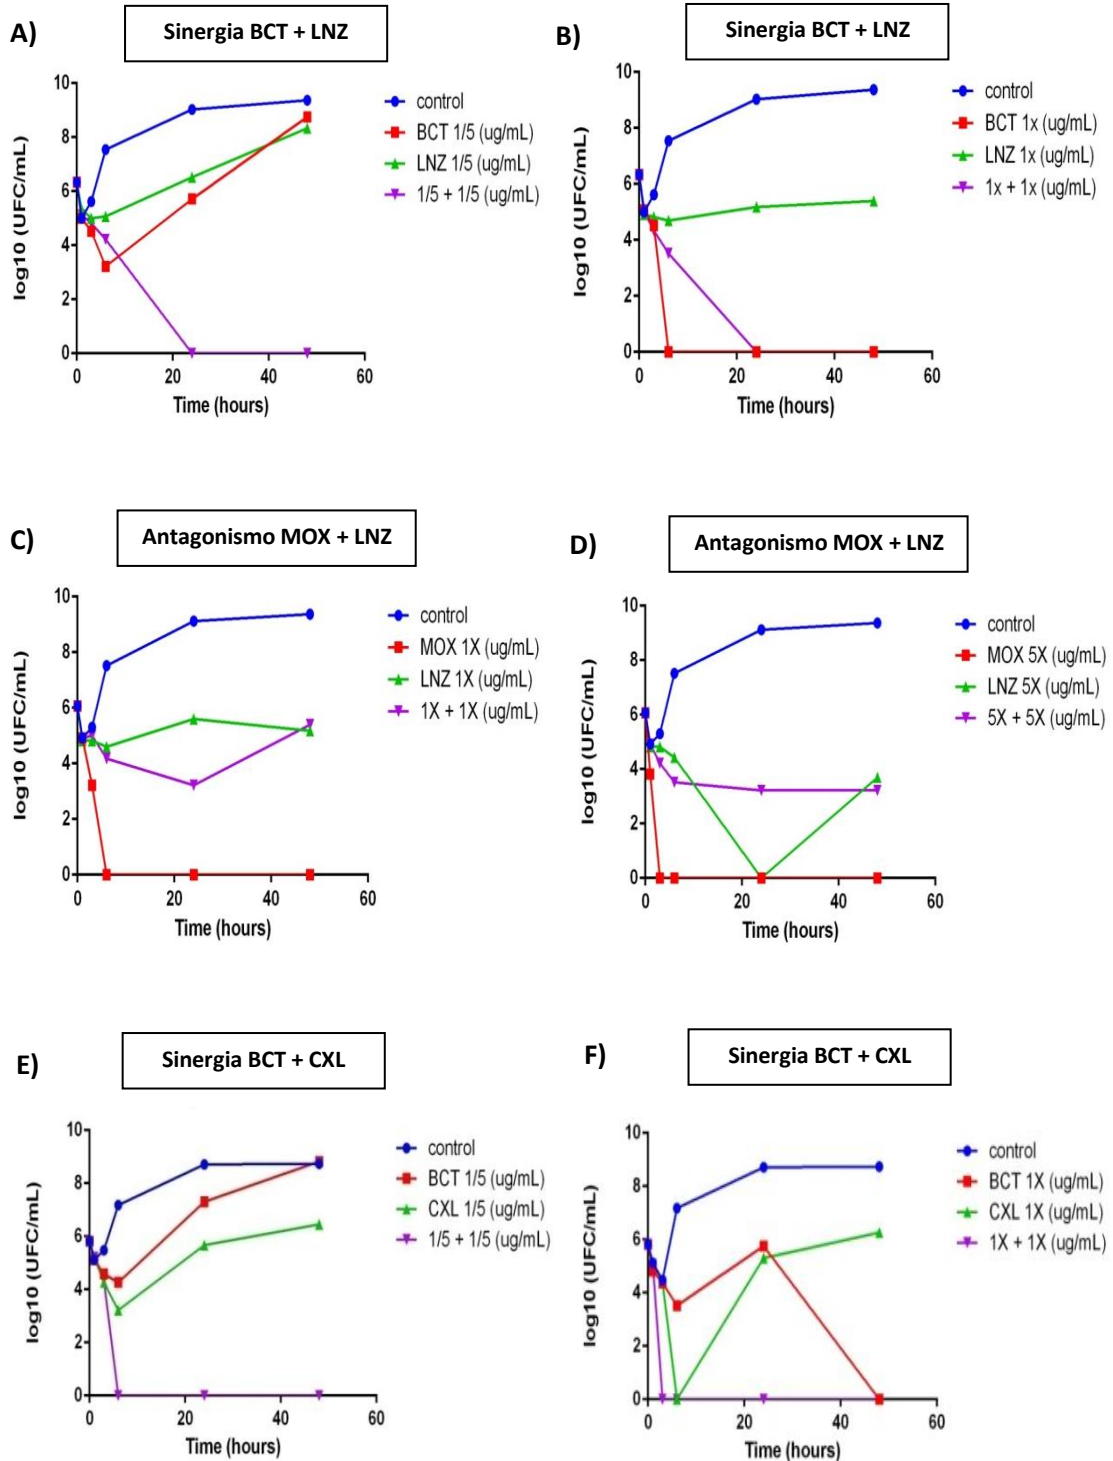 A)
Sinergia BCT + LNZ
log10 (UFC/mL)
10
8
6
4
2
0
0
20
40
60
Time (hours)
control
BCT 1/5 (ug/mL)
LNZ 1/5 (ug/mL)
1/5 + 1/5 (ug/mL)
B)
Sinergia BCT + LNZ
log10 (UFC/mL)
10
8
6
4
2
0
0
20
40
60
Time (hours)
control
BCT 1x (ug/mL)
LNZ 1x (ug/mL)
1x + 1x (ug/mL)
C)
Antagonismo MOX + LNZ
log10 (UFC/mL)
10
8
6
4
2
0
0
20
40
60
Time (hours)
control
MOX 1X (ug/mL)
LNZ 1X (ug/mL)
1X + 1X (ug/mL)
D)
Antagonismo MOX + LNZ
log10 (UFC/mL)
10
8
6
4
2
0
0
20
40
60
Time (hours)
control
MOX 5X (ug/mL)
LNZ 5X (ug/mL)
5X + 5X (ug/mL)
E)
Sinergia BCT + CXL
log10 (UFC/mL)
10
8
6
4
2
0
0
20
40
60
Time (hours)
control
BCT 1/5 (ug/mL)
CXL 1/5 (ug/mL)
1/5 + 1/5 (ug/mL)
F)
Sinergia BCT + CXL
log10 (UFC/mL)
10
8
6
4
2
0
0
20
40
60
Time (hours)
control
BCT 1X (ug/mL)
CXL 1X (ug/mL)
1X + 1X (ug/mL)